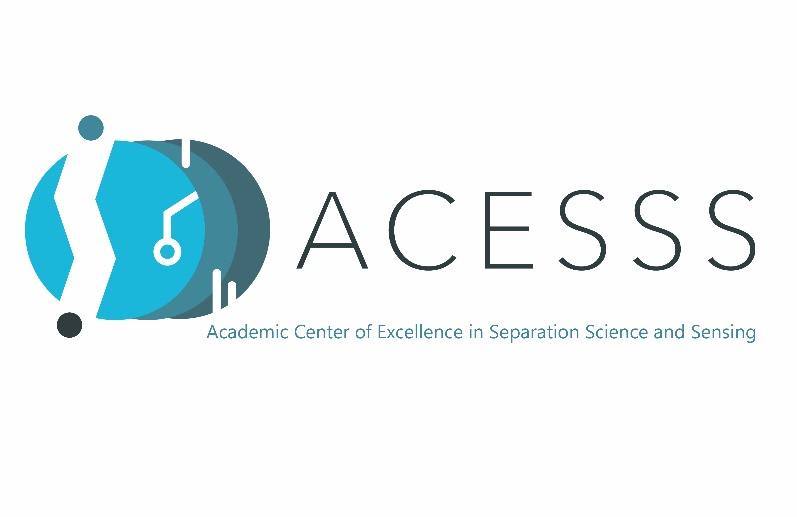 ACESSS
Academic Center of Excellence in Separation Science and Sensing